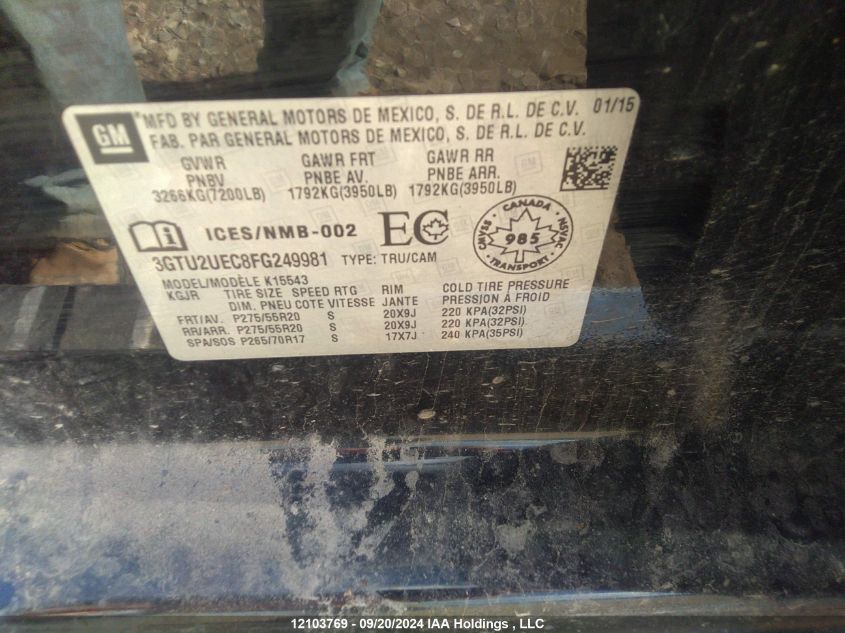 GM *MFD BY GENERAL MOTORS DE MEXICO, S. DE R.L. DE C.V. 01/15
FAB. PAR GENERAL MOTORS DE MEXICO, S. DE R.L. DE C.V.
GVWR GAWR FRT GAWR RR
PNBV PNBE AV. PNBE ARR.
3266KG(7200LB) 1792KG(3950LB) 1792KG(3950LB)
ICES/NMB-002 EC
CANADA
CMVSS 985 NSVAC
TRANSPORT
3GTU2UEC8FG249981 TYPE: TRU/CAM
MODEL/MODÈLE K15543
KGJR TIRE SIZE SPEED RTG RIM COLD TIRE PRESSURE
DIM. PNEU COTE VITESSE JANTE PRESSION À FROID
FRT/AV. P275/55R20 S 20X9J 220 KPA(32PSI)
RR/ARR. P275/55R20 S 20X9J 220 KPA(32PSI)
SPA/SOS P265/70R17 S 17X7J 240 KPA(35PSI)
12103769 - 09/20/2024 IAA Holdings , LLC